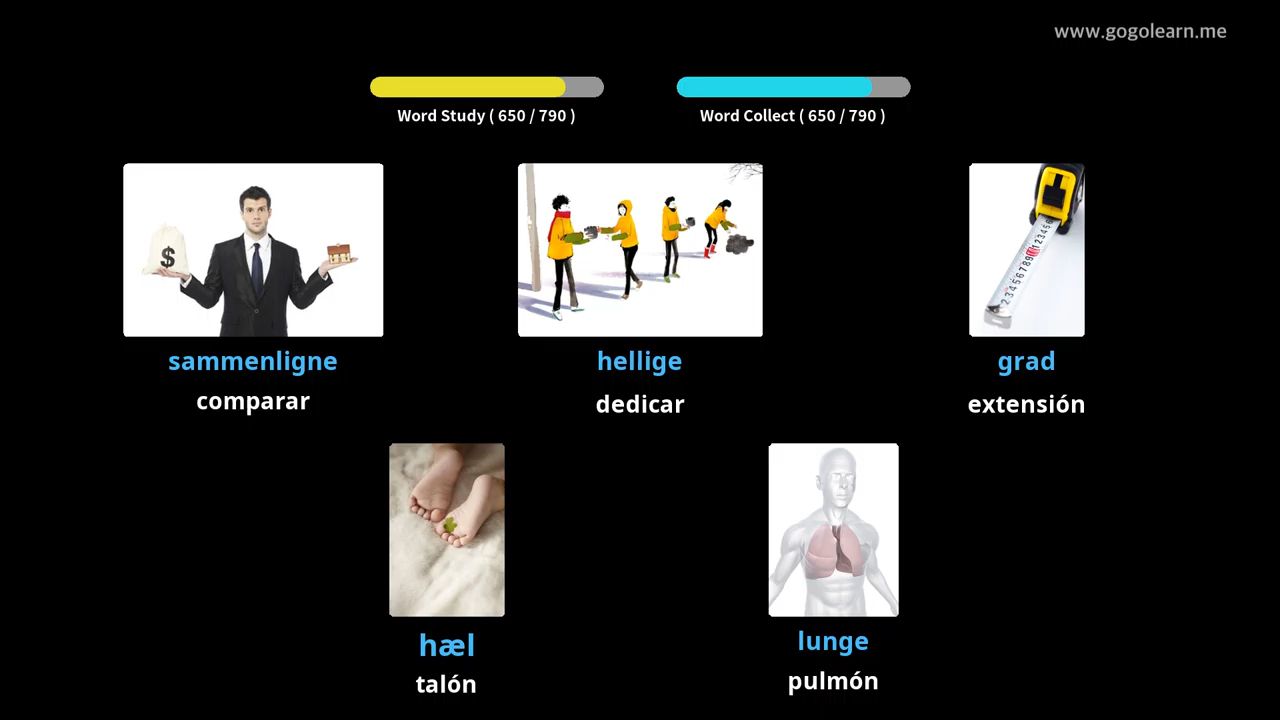 www.gogolearn.me
Word Study ( 650 / 790 )
Word Collect ( 650 / 790 )
$
sammenligne
comparar
hellige
dedicar
grad
extensión
hæl
talón
lunge
pulmón